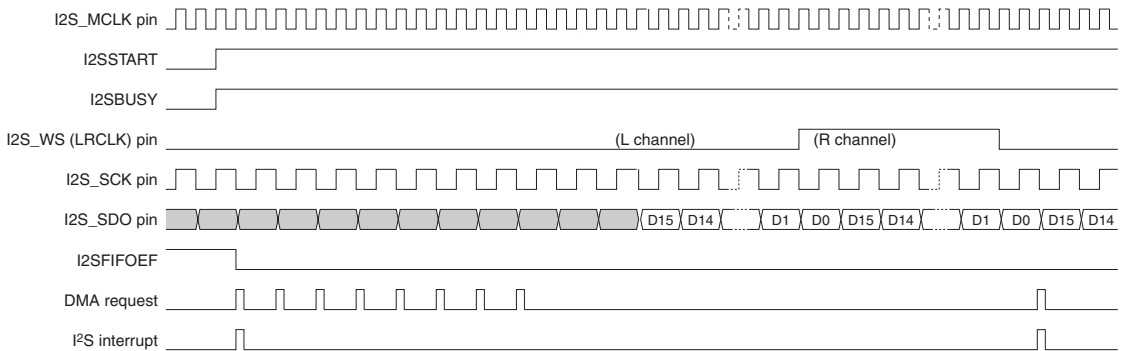 I2S_MCLK pin
I2SSTART
I2SBUSY
I2S_WS (LRCLK) pin (L channel) (R channel)
I2S_SCK pin
I2S_SDO pin D15 D14 D1 D0 D15 D14 D1 D0 D15 D14
I2SFIFOEF
DMA request
I²S interrupt